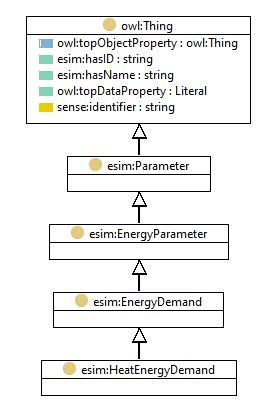 owl:Thing
owl:topObjectProperty : owl:Thing
esim:hasID : string
esim:hasName : string
owl:topDataProperty : Literal
sense:identifier : string
esim:Parameter
esim:EnergyParameter
esim:EnergyDemand
esim:HeatEnergyDemand